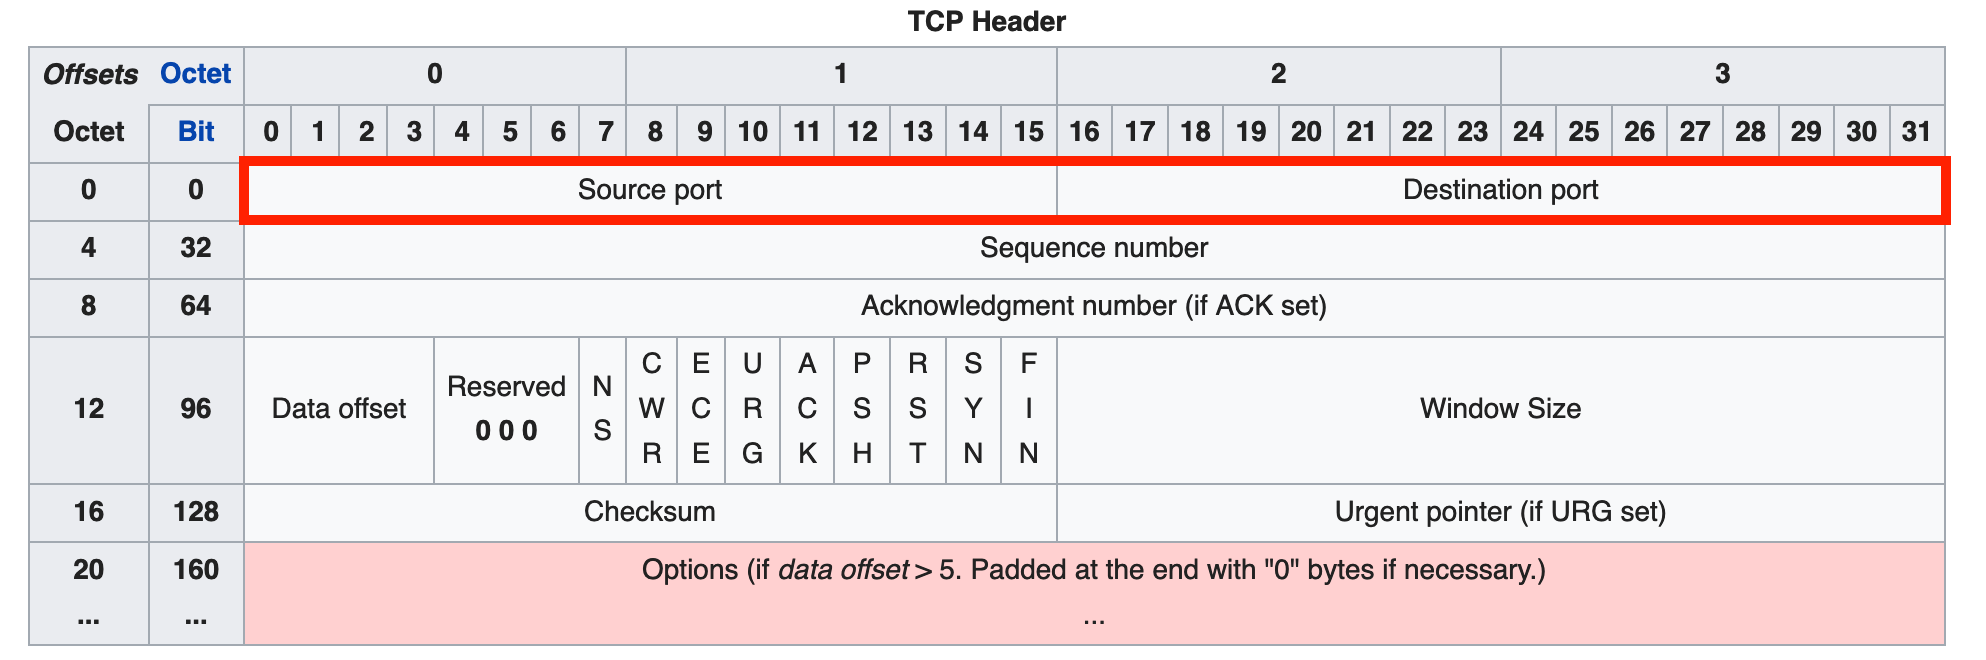 TCP Header
Offsets Octet 0 1 2 3
Octet Bit 0 1 2 3 4 5 6 7 8 9 10 11 12 13 14 15 16 17 18 19 20 21 22 23 24 25 26 27 28 29 30 31
0 0 Source port Destination port
4 32 Sequence number
8 64 Acknowledgment number (if ACK set)
12 96 Data offset Reserved 0 0 0 NS CWR ECE URG ACK PSH RST SYN FIN Window Size
16 128 Checksum Urgent pointer (if URG set)
20 160 Options (if data offset > 5. Padded at the end with "0" bytes if necessary.)
... ... ...